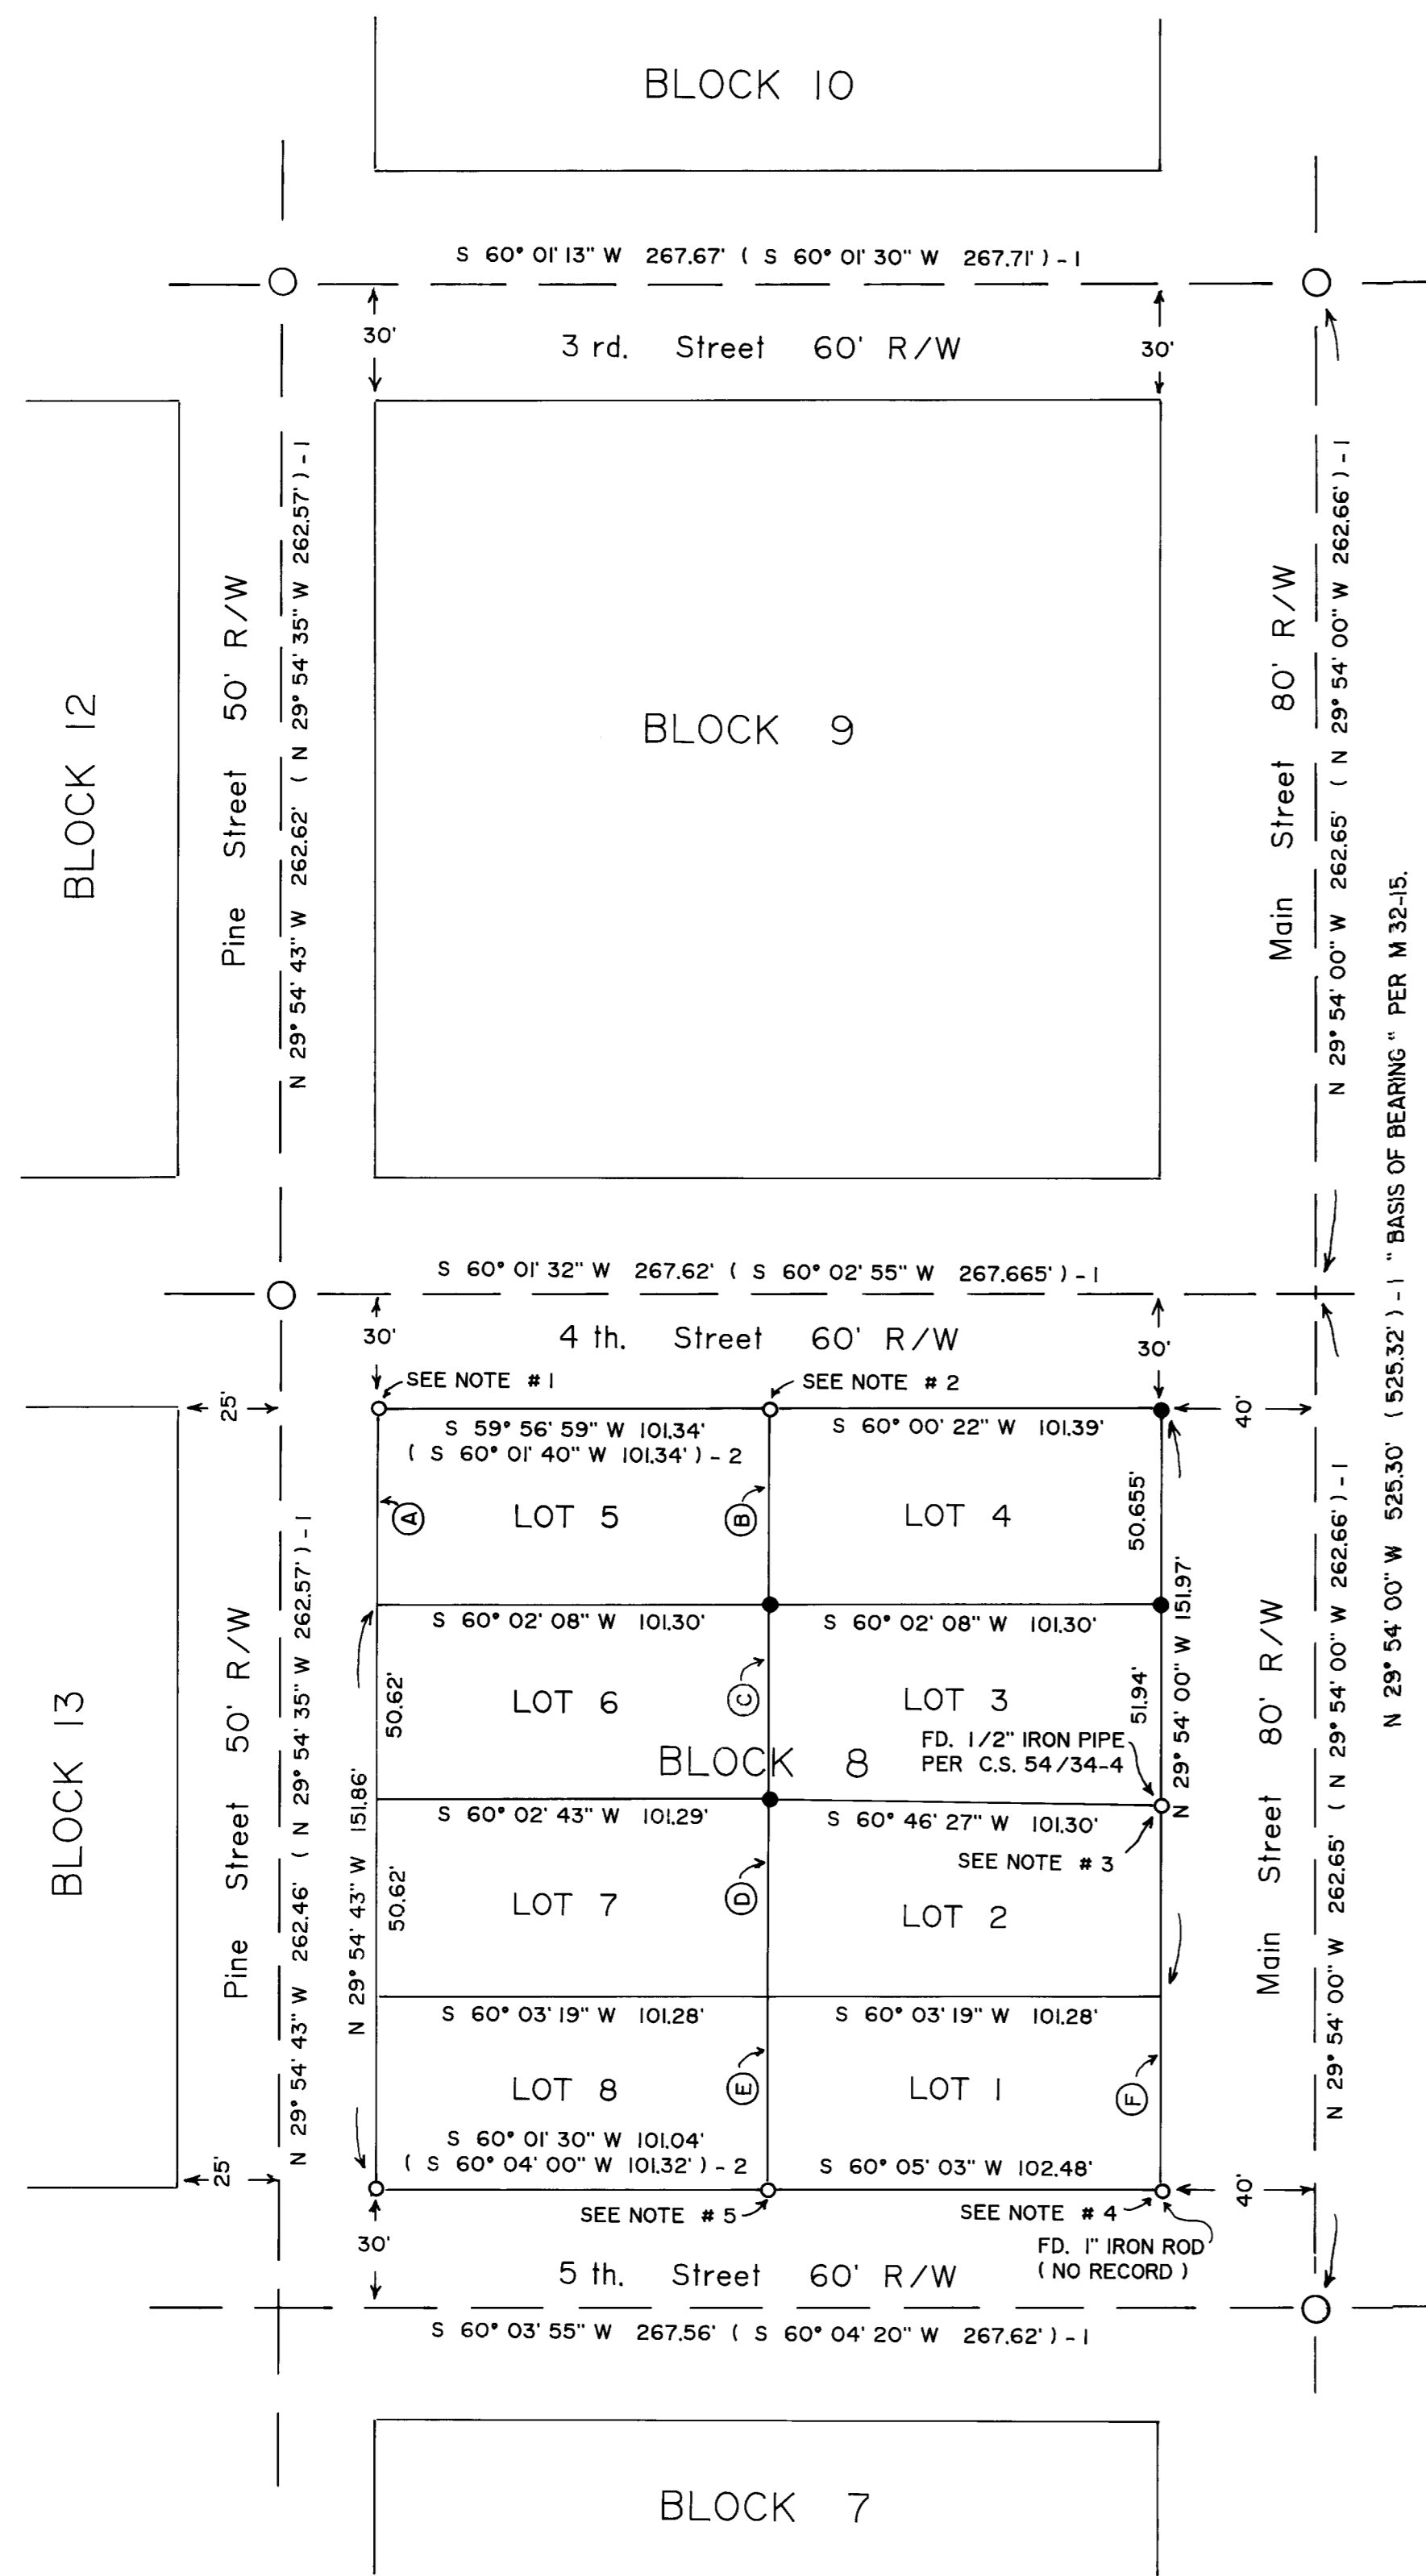 BLOCK 10
S 60° 01' 13" W 267.67' ( S 60° 01' 30" W 267.71' ) - 1
30'
3 rd. Street 60' R/W
30'
N 29° 54' 43" W 262.62' ( N 29° 54' 35" W 262.57' ) - 1
N 29° 54' 00" W 262.65' ( N 29° 54' 00" W 262.66' ) - 1
Pine Street 50' R/W
Main Street 80' R/W
BLOCK 12
BLOCK 9
N 29° 54' 00" W 525.30' ( 525.32' ) - 1 " BASIS OF BEARING " PER M 32-15.
S 60° 01' 32" W 267.62' ( S 60° 02' 55" W 267.665' ) - 1
30'
4 th. Street 60' R/W
30'
SEE NOTE # 1
SEE NOTE # 2
25'
40'
S 59° 56' 59" W 101.34'
( S 60° 01' 40" W 101.34' ) - 2
S 60° 00' 22" W 101.39'
A
LOT 5
B
LOT 4
50.655'
N 29° 54' 43" W 262.46' ( N 29° 54' 35" W 262.57' ) - 1
N 29° 54' 00" W 262.65' ( N 29° 54' 00" W 262.66' ) - 1
S 60° 02' 08" W 101.30'
S 60° 02' 08" W 101.30'
N 29° 54' 00" W 151.97'
Pine Street 50' R/W
Main Street 80' R/W
50.62'
LOT 6
C
LOT 3
51.94'
BLOCK 13
FD. 1/2" IRON PIPE
PER C.S. 54/34-4
BLOCK 8
N 29° 54' 43" W 151.86'
S 60° 02' 43" W 101.29'
S 60° 46' 27" W 101.30'
SEE NOTE # 3
50.62'
LOT 7
D
LOT 2
S 60° 03' 19" W 101.28'
S 60° 03' 19" W 101.28'
LOT 8
E
LOT 1
F
S 60° 01' 30" W 101.04'
( S 60° 04' 00" W 101.32' ) - 2
S 60° 05' 03" W 102.48'
25'
40'
SEE NOTE # 5
SEE NOTE # 4
30'
FD. 1" IRON ROD
( NO RECORD )
5 th. Street 60' R/W
S 60° 03' 55" W 267.56' ( S 60° 04' 20" W 267.62' ) - 1
BLOCK 7